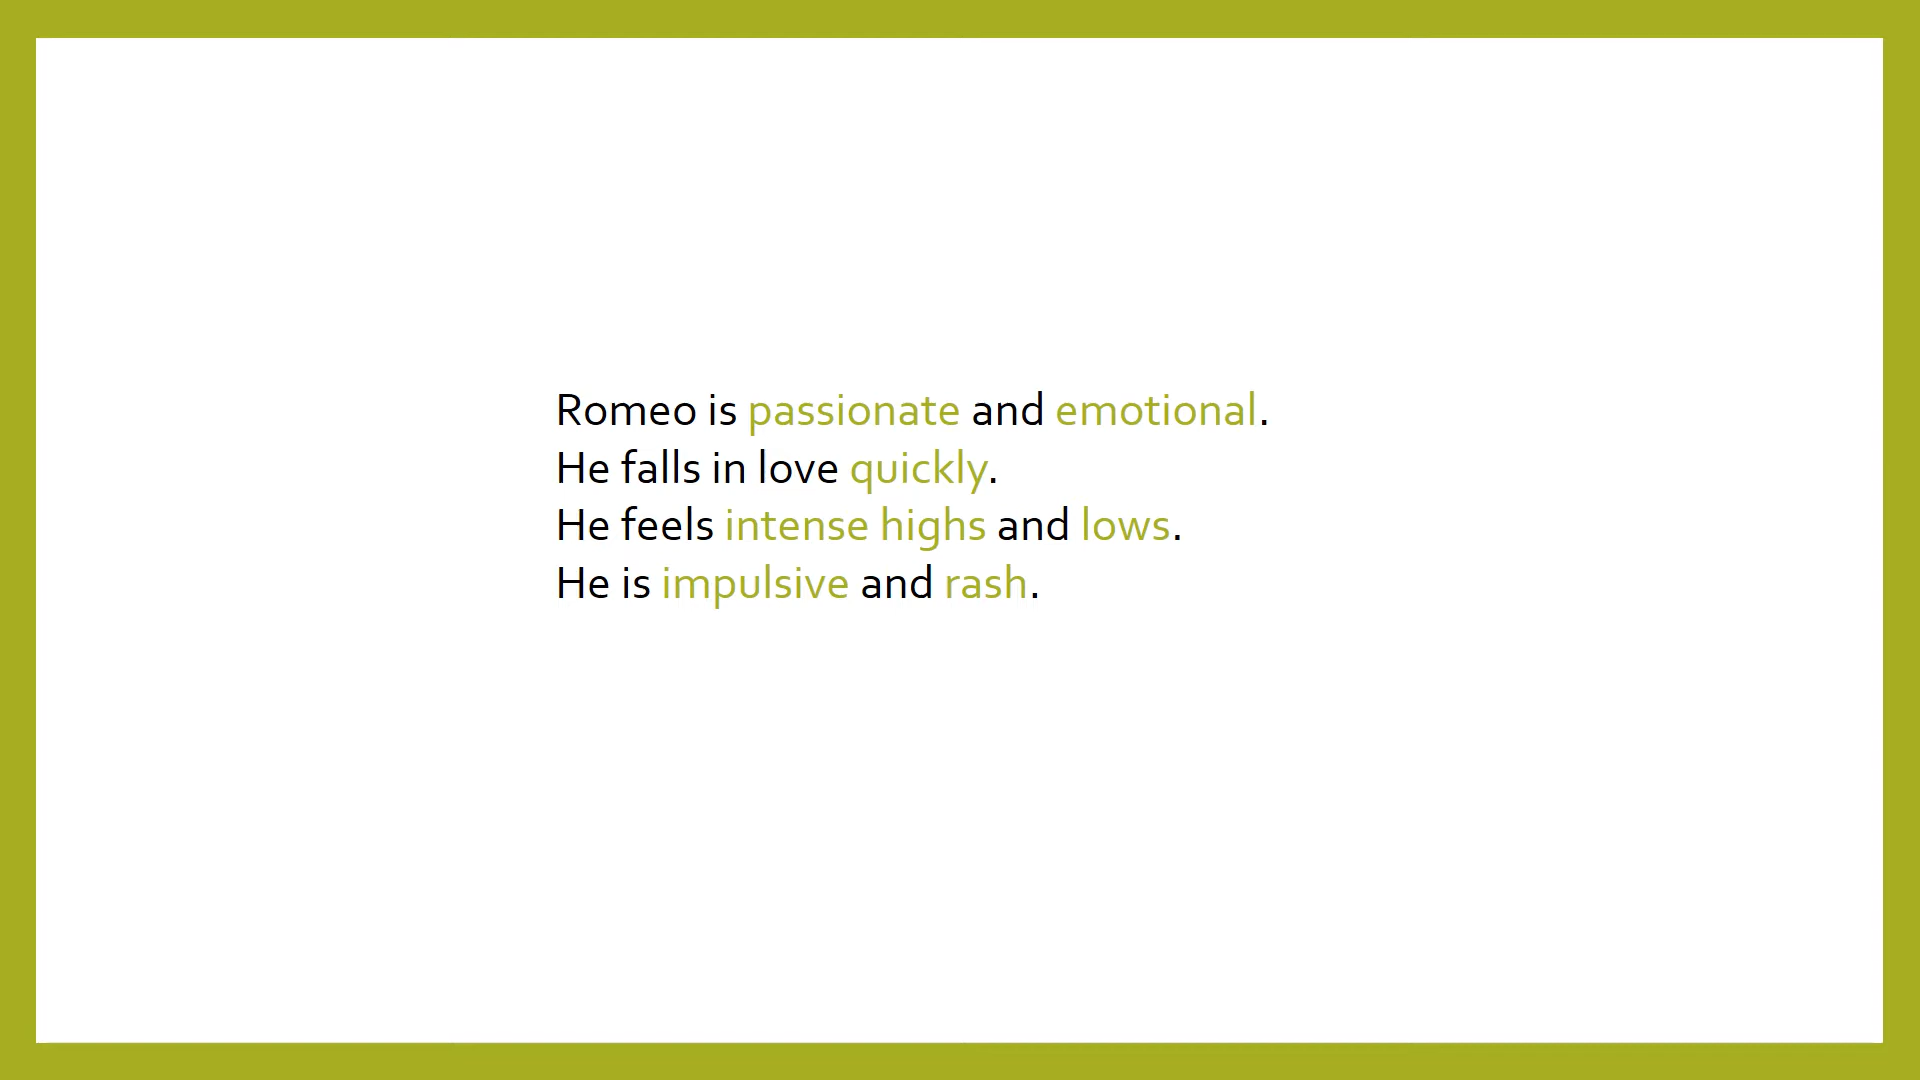 Romeo is passionate and emotional.
He falls in love quickly.
He feels intense highs and lows.
He is impulsive and rash.